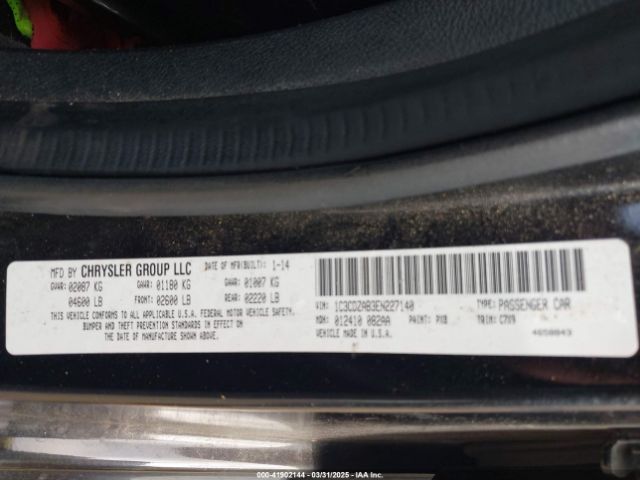 MFD BY CHRYSLER GROUP LLC DATE OF MFR(BUILT): 1-14
GVWR: 02087 KG GAWR: 01180 KG GAWR: 01007 KG
04600 LB FRONT: 02600 LB REAR: 02220 LB
THIS VEHICLE CONFORMS TO ALL APPLICABLE U.S.A. FEDERAL MOTOR VEHICLE SAFETY,
BUMPER AND THEFT PREVENTION STANDARDS IN EFFECT ON
THE DATE OF MANUFACTURE SHOWN ABOVE.
VIN: 1C3CDZAB3EN227140 TYPE: PASSENGER CAR
MDH: 012410 082AA PAINT: PX8 TRIM: C7X9
VEHICLE MADE IN U.S.A. 4658843
000-41902144 - 03/31/2025 - IAA Inc.